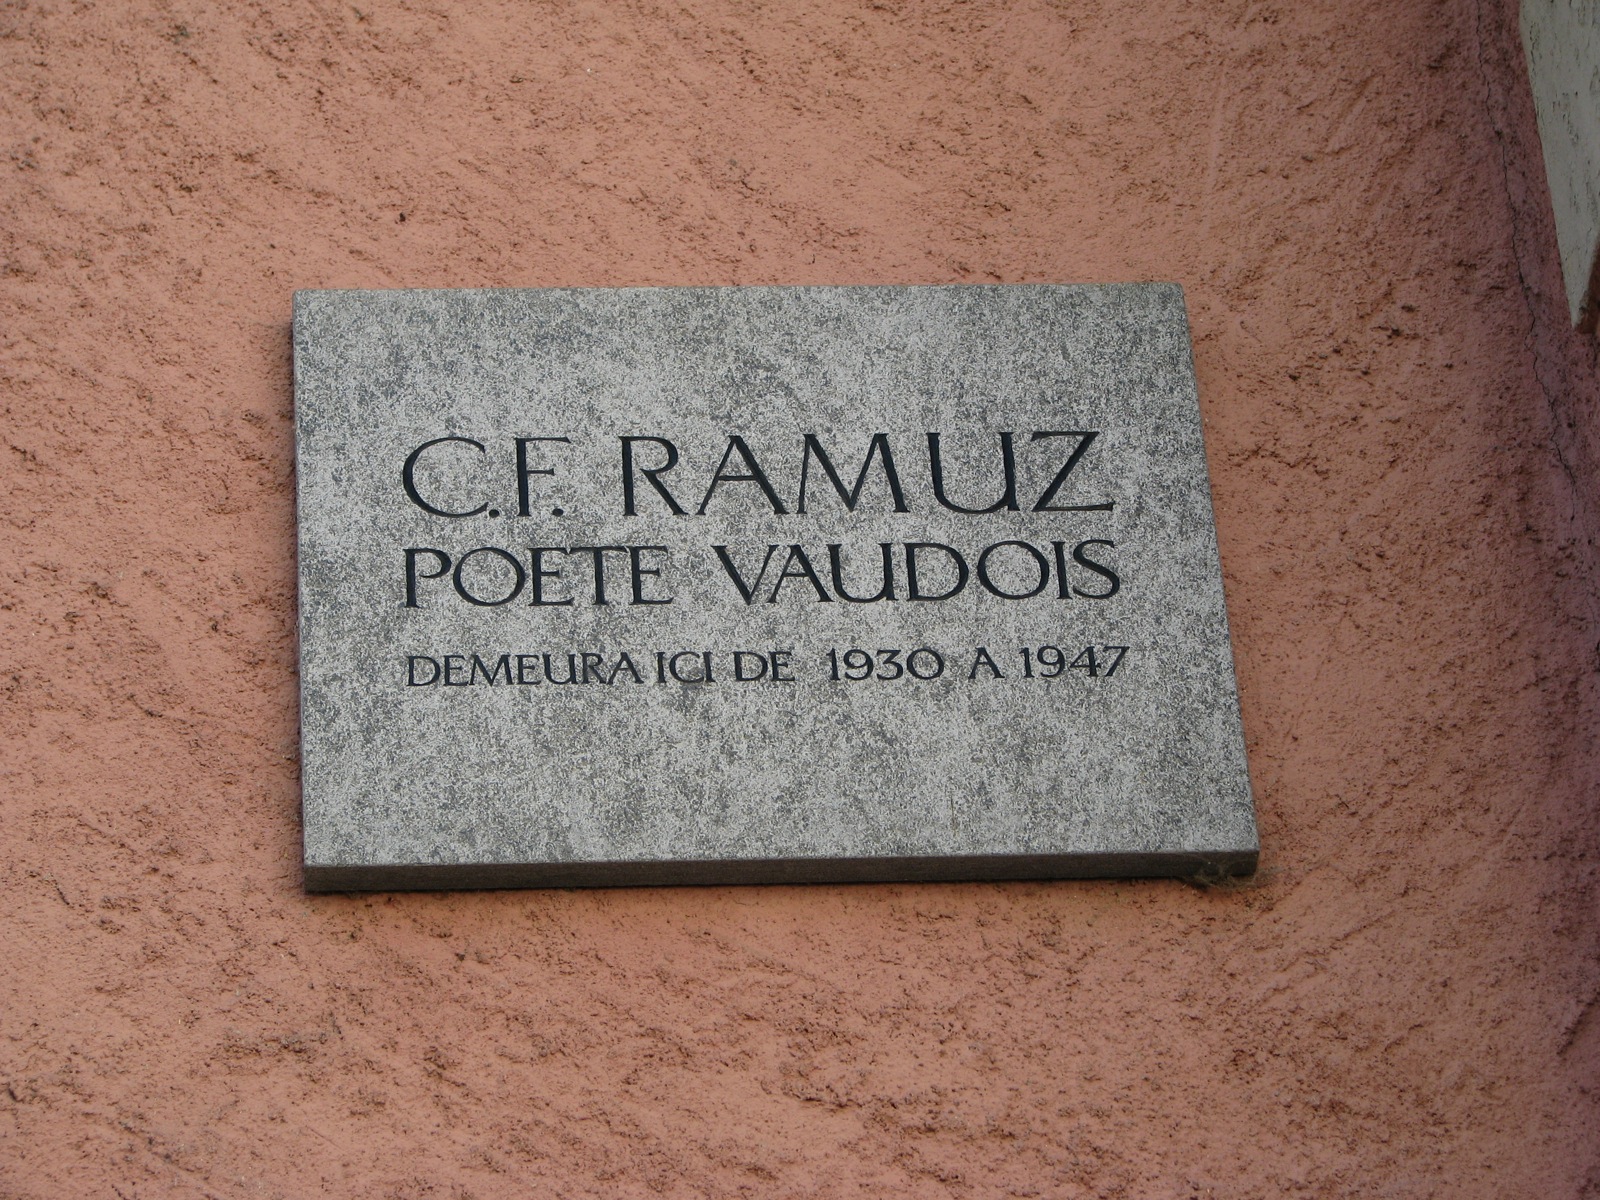 C.F. RAMUZ
POETE VAUDOIS
DEMEURA ICI DE 1930 A 1947